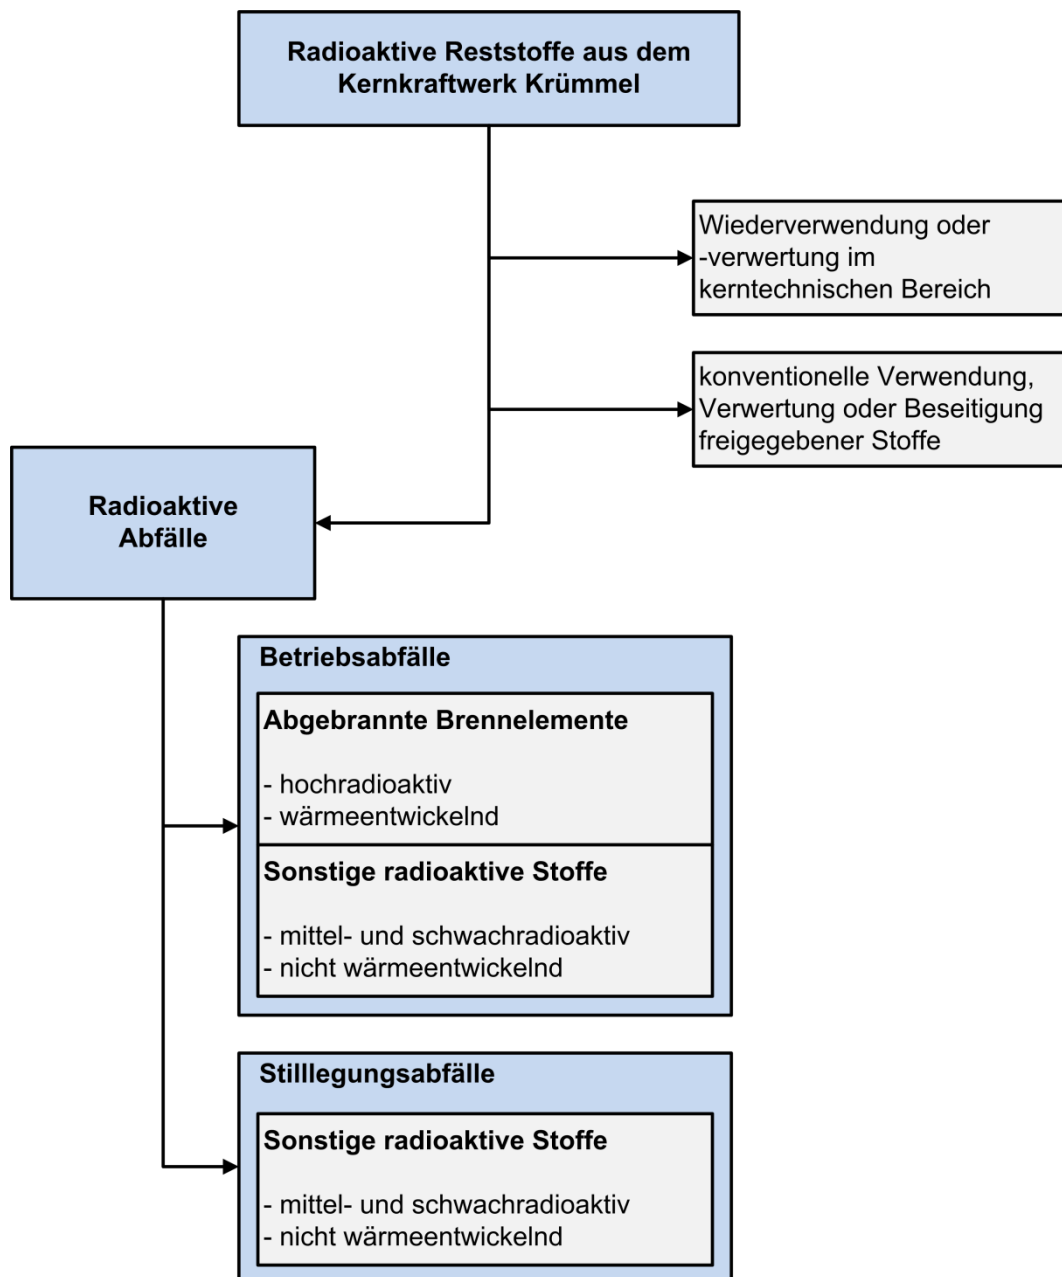 Radioaktive Reststoffe aus dem
Kernkraftwerk Krümmel
Wiederverwendung oder
-verwertung im
kerntechnischen Bereich
konventionelle Verwendung,
Verwertung oder Beseitigung
freigegebener Stoffe
Radioaktive
Abfälle
Betriebsabfälle
Abgebrannte Brennelemente
- hochradioaktiv
- wärmeentwickelnd
Sonstige radioaktive Stoffe
- mittel- und schwachradioaktiv
- nicht wärmeentwickelnd
Stilllegungsabfälle
Sonstige radioaktive Stoffe
- mittel- und schwachradioaktiv
- nicht wärmeentwickelnd